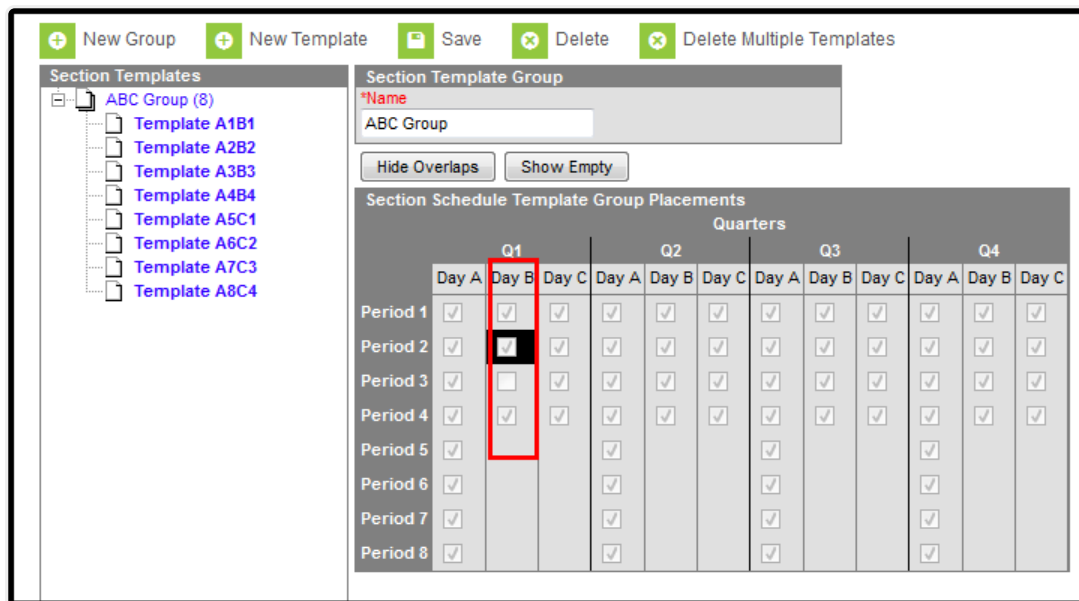 New Group New Template Save Delete Delete Multiple Templates
Section Templates
ABC Group (8)
Template A1B1
Template A2B2
Template A3B3
Template A4B4
Template A5C1
Template A6C2
Template A7C3
Template A8C4
Section Template Group
*Name
ABC Group
Hide Overlaps Show Empty
Section Schedule Template Group Placements
Quarters
Q1 Q2 Q3 Q4
Day A Day B Day C Day A Day B Day C Day A Day B Day C Day A Day B Day C
Period 1
Period 2
Period 3
Period 4
Period 5
Period 6
Period 7
Period 8